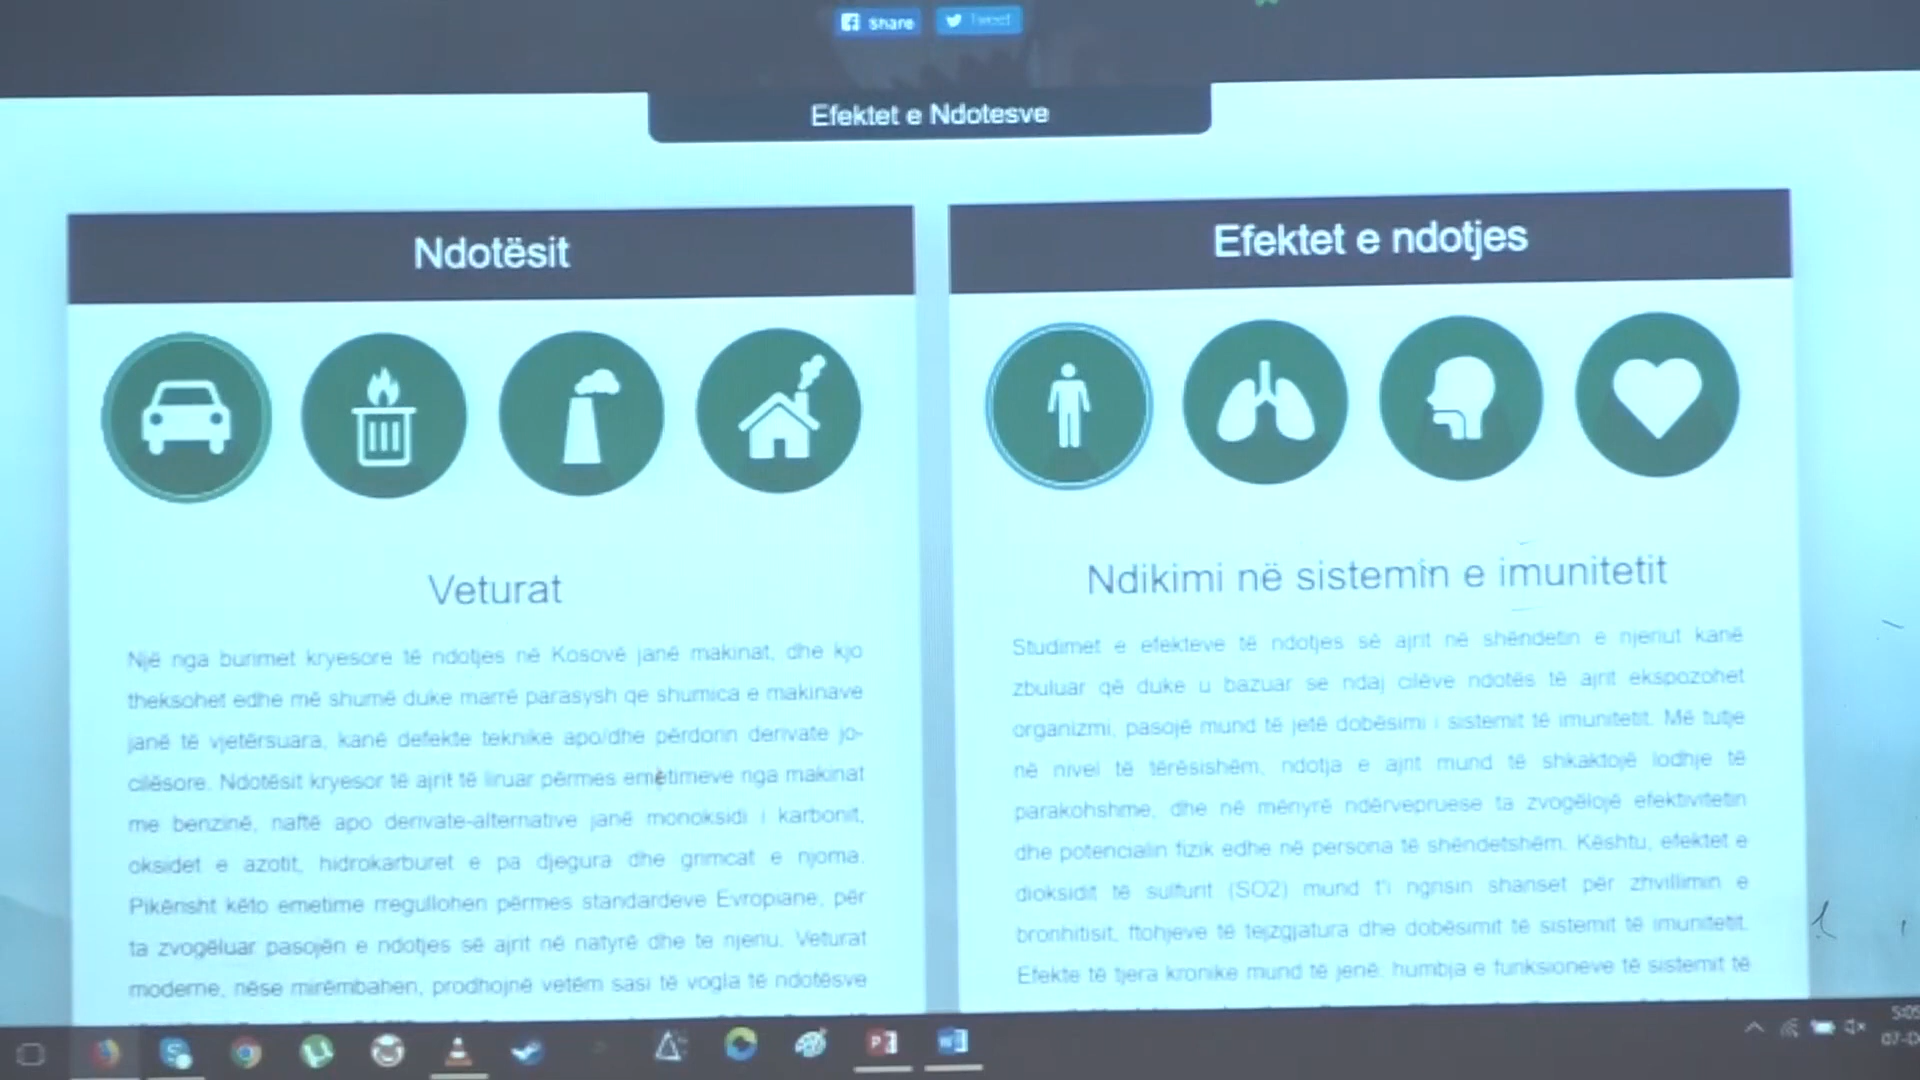 Share
Tweet
Efektet e Ndotesve
Ndotësit
Veturat
Një nga burimet kryesore të ndotjes në Kosovë janë makinat, dhe kjo
theksohet edhe më shumë duke marrë parasysh qe shumica e makinave
janë të vjetërsuara, kanë defekte teknike apo/dhe përdorin derivate jo-
cilësore. Ndotësit kryesor të ajrit të liruar përmes emetimeve nga makinat
me benzinë, naftë apo derivate-alternative janë monoksidi i karbonit,
oksidet e azotit, hidrokarburet e pa djegura dhe grimcat e njoma.
Pikërisht këto emetime rregullohen përmes standardeve Evropiane, për
ta zvogëluar pasojën e ndotjes së ajrit në natyrë dhe te njeriu. Veturat
moderne, nëse mirëmbahen, prodhojnë vetëm sasi të vogla të ndotësve
Efektet e ndotjes
Ndikimi në sistemin e imunitetit
Studimet e efekteve të ndotjes së ajrit në shëndetin e njeriut kanë
zbuluar që duke u bazuar se ndaj cilëve ndotës të ajrit ekspozohet
organizmi, pasojë mund të jetë dobësimi i sistemit të imunitetit. Më tutje
në nivel të tërësishëm, ndotja e ajrit mund të shkaktojë lodhje të
parakohshme, dhe në mënyrë ndërvepruese ta zvogëlojë efektivitetin
dhe potencialin fizik edhe në persona të shëndetshëm. Kështu, efektet e
dioksidit të sulfurit (SO2) mund t'i ngrisin shanset për zhvillimin e
bronhitisit, ftohjeve të tejzgjatura dhe dobësimit të sistemit të imunitetit.
Efekte të tjera kronike mund të jenë: humbja e funksioneve të sistemit të